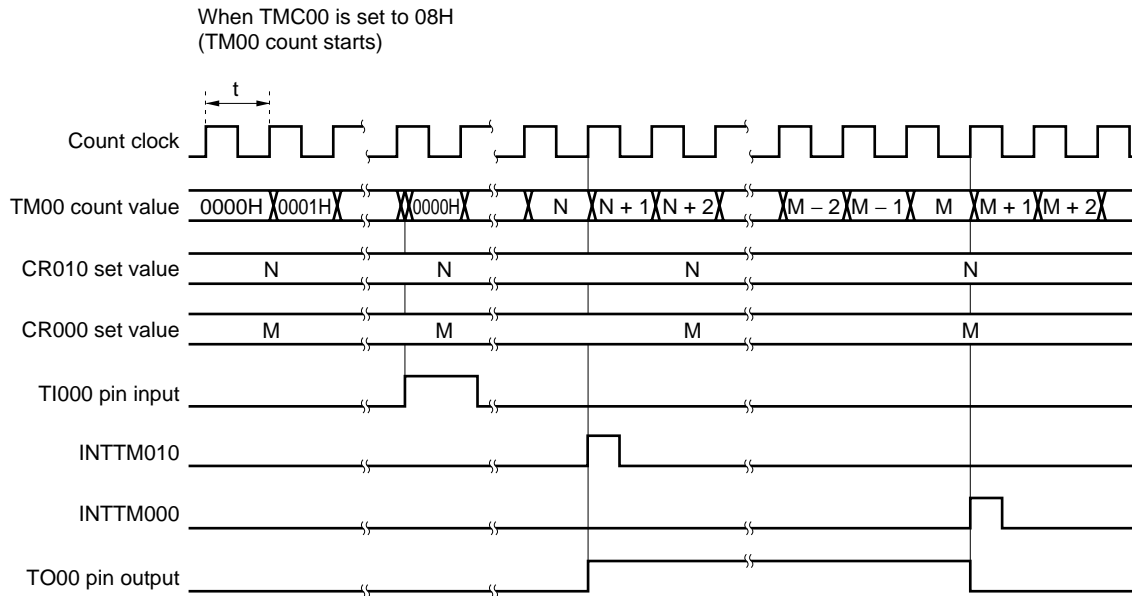 When TMC00 is set to 08H
(TM00 count starts)
t
Count clock
TM00 count value 0000H 0001H 0000H N N + 1 N + 2 M − 2 M − 1 M M + 1 M + 2
CR010 set value N N N N
CR000 set value M M M M
TI000 pin input
INTTM010
INTTM000
TO00 pin output